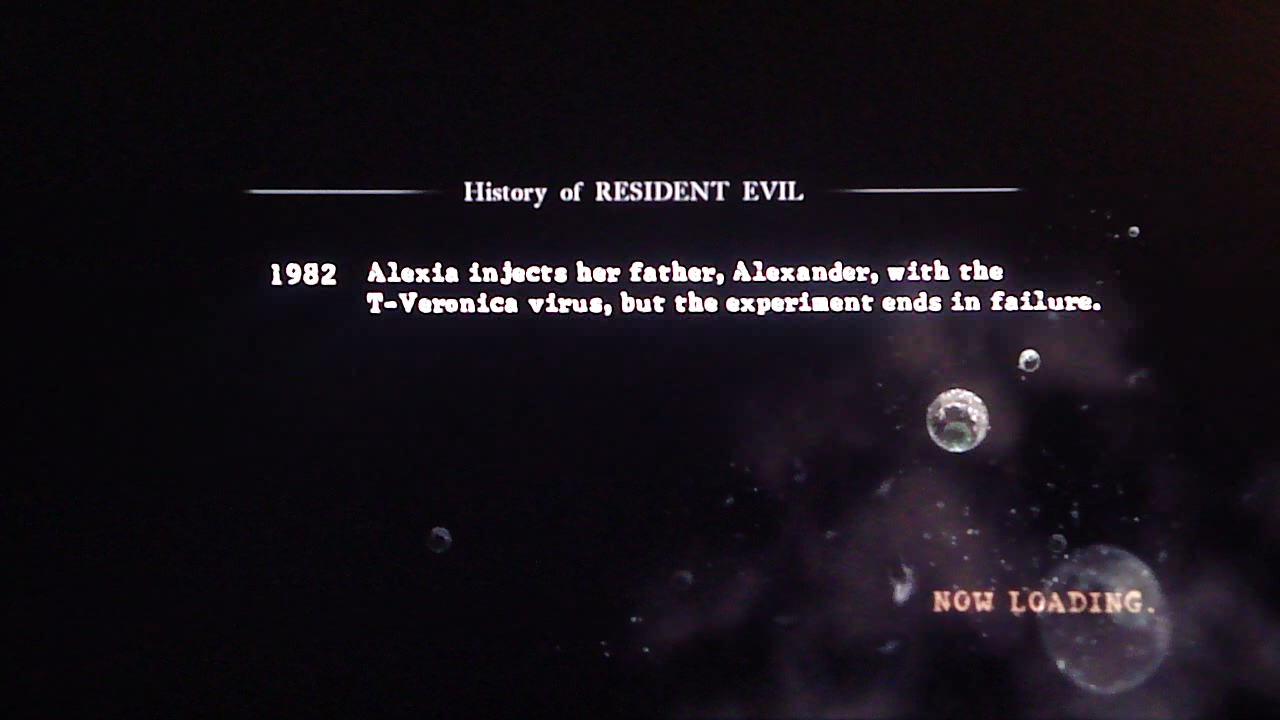 History of RESIDENT EVIL
1982 Alexia injects her father, Alexander, with the
T-Veronica virus, but the experiment ends in failure.
NOW LOADING.